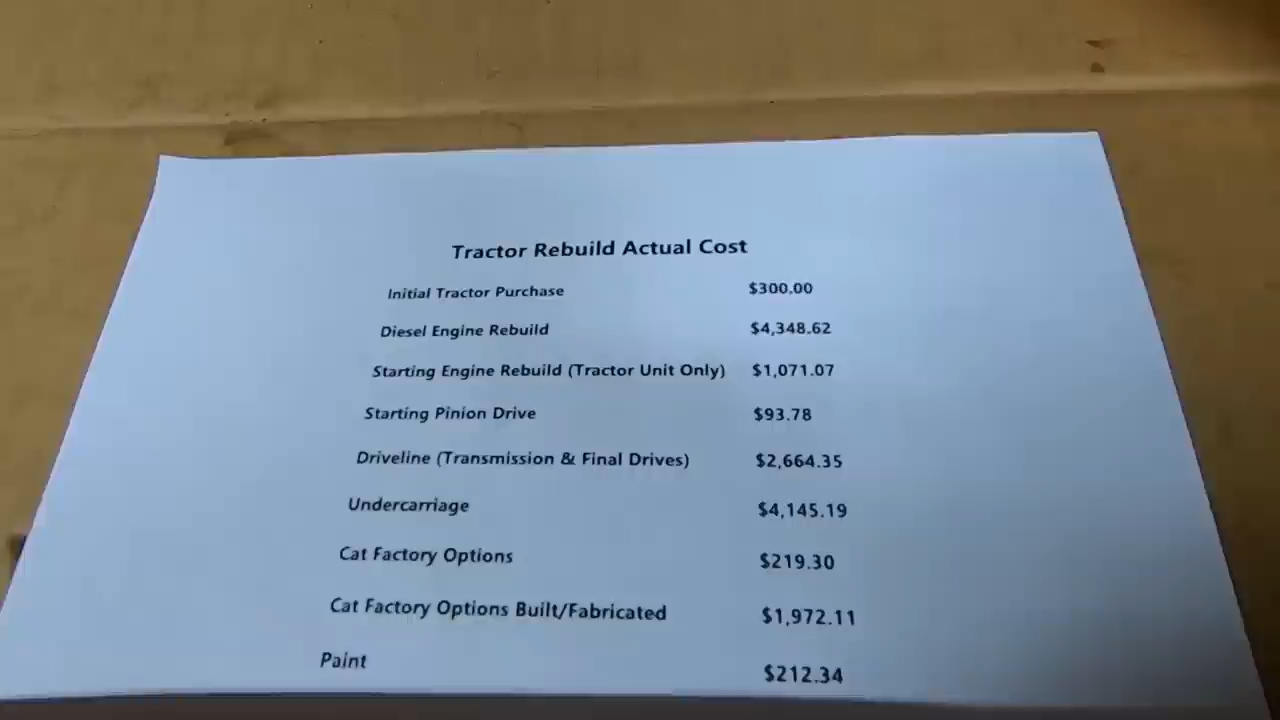 Tractor Rebuild Actual Cost
Initial Tractor Purchase $300.00
Diesel Engine Rebuild $4,348.62
Starting Engine Rebuild (Tractor Unit Only) $1,071.07
Starting Pinion Drive $93.78
Driveline (Transmission & Final Drives) $2,664.35
Undercarriage $4,145.19
Cat Factory Options $219.30
Cat Factory Options Built/Fabricated $1,972.11
Paint $212.34